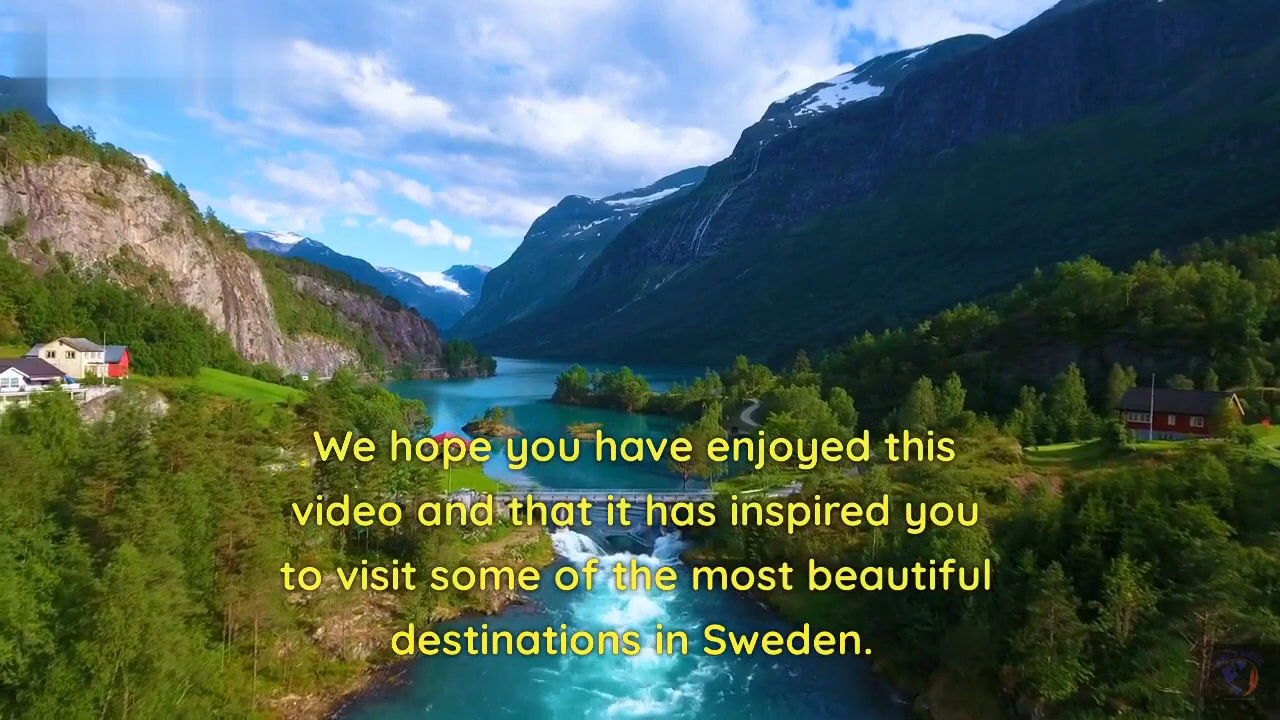 We hope you have enjoyed this
video and that it has inspired you
to visit some of the most beautiful
destinations in Sweden.